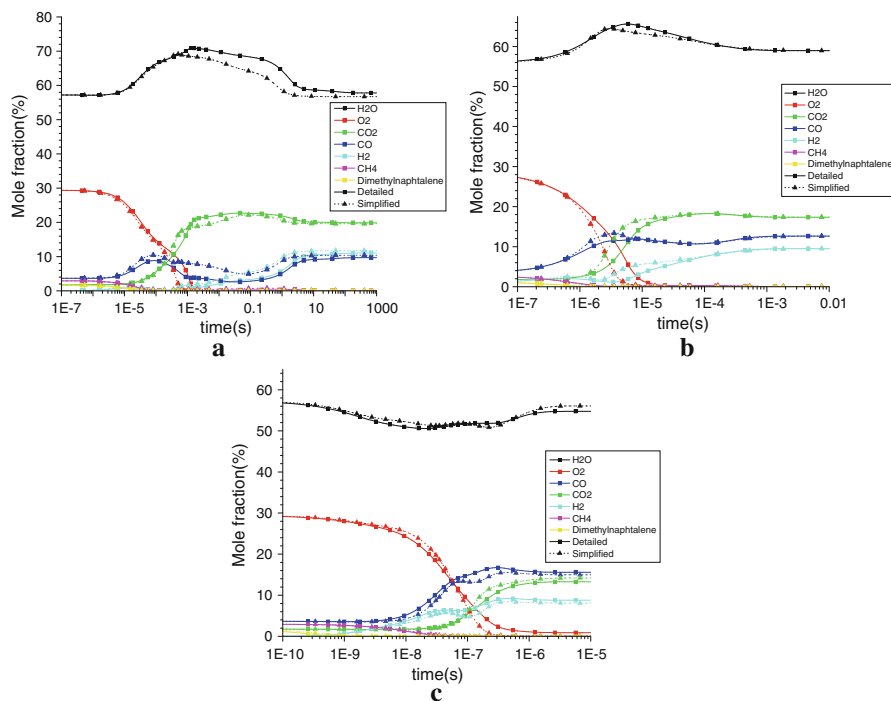 80
70
60
50
40
30
20
10
0
Mole fraction(%)
1E-7
1E-5
1E-3
0.1
10
1000
time(s)
H2O
O2
CO2
CO
H2
CH4
Dimethylnaphtalene
Detailed
Simplified
a
60
50
40
30
20
10
0
Mole fraction(%)
1E-7
1E-6
1E-5
1E-4
1E-3
0.01
time(s)
H2O
O2
CO2
CO
H2
CH4
Dimethylnaphtalene
Detailed
Simplified
b
60
50
40
30
20
10
0
Mole fraction(%)
1E-10
1E-9
1E-8
1E-7
1E-6
1E-5
time(s)
H2O
O2
CO
CO2
H2
CH4
Dimethylnaphtalene
Detailed
Simplified
c